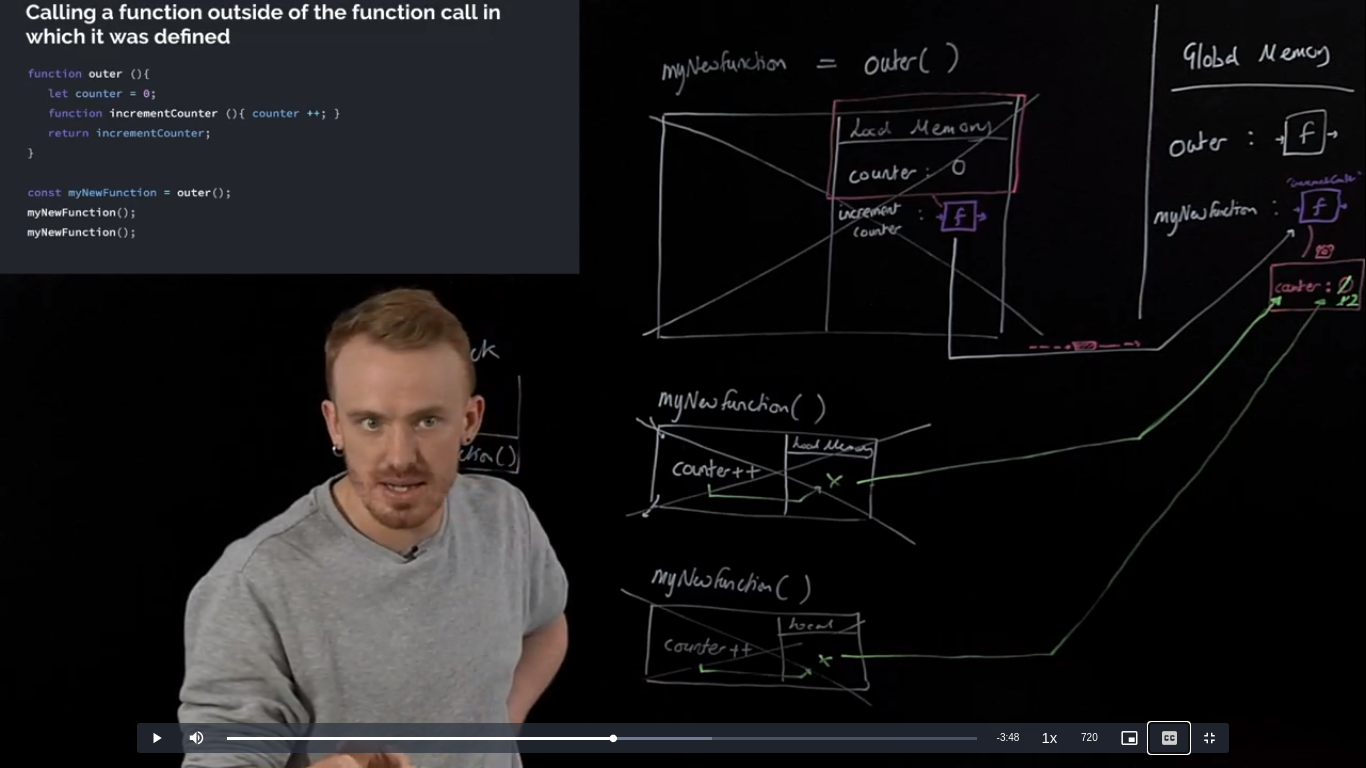 Calling a function outside of the function call in
which it was defined
function outer (){
let counter = 0;
function incrementCounter (){ counter ++; }
return incrementCounter;
}
const myNewFunction = outer();
myNewFunction();
myNewFunction();
myNewfunction = outer( )
Local Memory
counter : 0
increment : f
counter
Global Memory
outer : f
"incrementCounter"
myNewfunction : f
counter : 0
1 2
ck
ction()
myNewfunction( )
Local Memory
counter++
x
myNewfunction( )
Local
counter++
x
-3:48
1x
720
CC